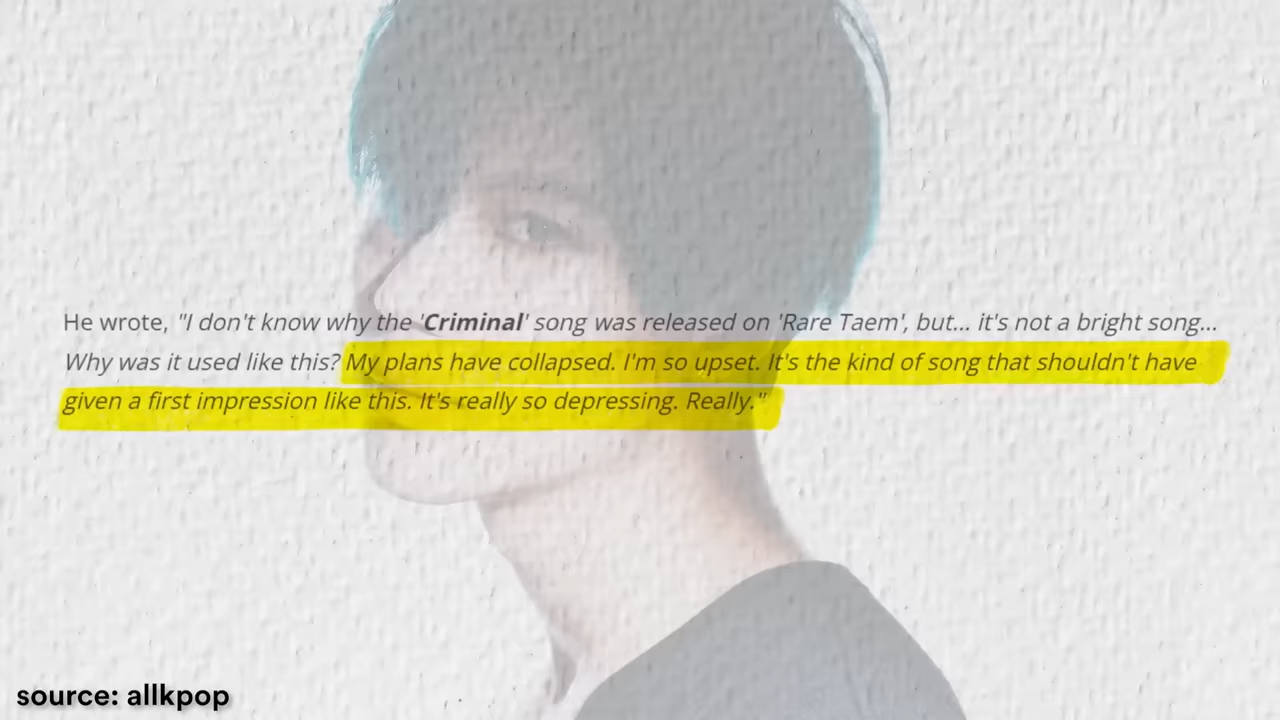 He wrote, "I don't know why the 'Criminal' song was released on 'Rare Taem', but... it's not a bright song...
Why was it used like this? My plans have collapsed. I'm so upset. It's the kind of song that shouldn't have
given a first impression like this. It's really so depressing. Really."
source: allkpop